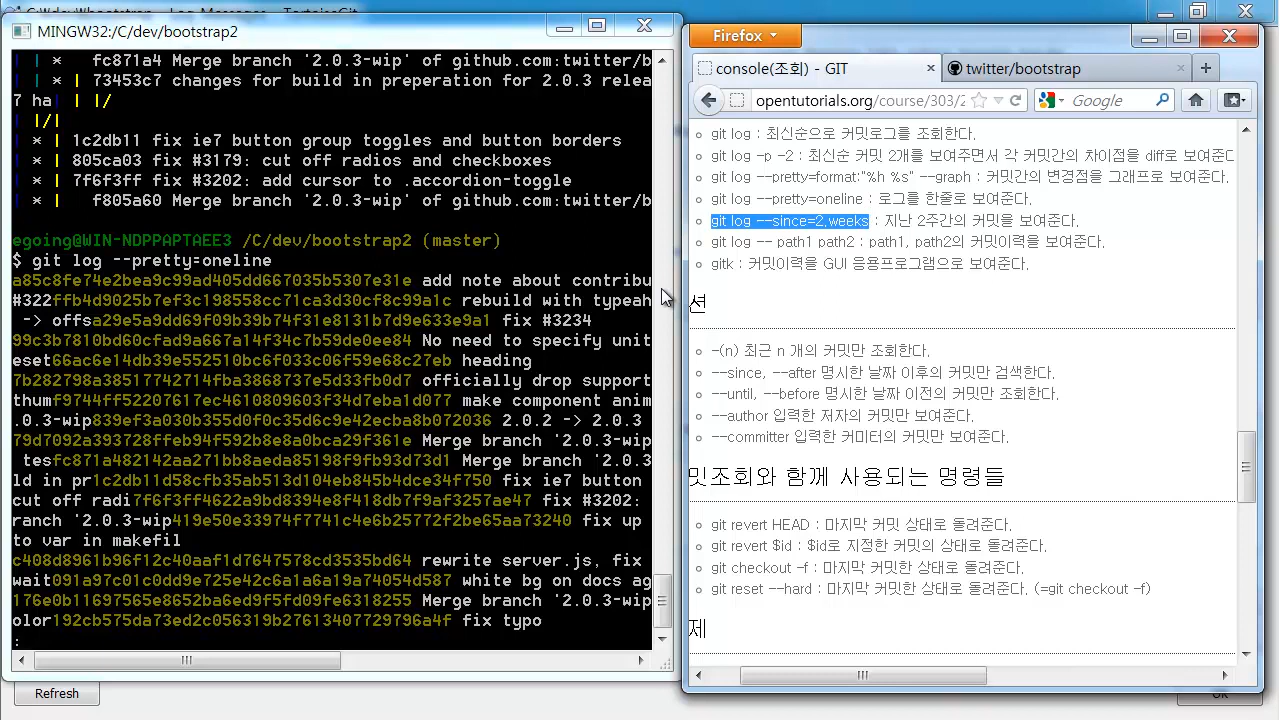 C:\dev\bootstrap - Log Messages - TortoiseGit
MINGW32:/C/dev/bootstrap2
| | *   fc871a4 Merge branch '2.0.3-wip' of github.com:twitter/b
| * | 73453c7 changes for build in preperation for 2.0.3 relea
7 ha| |/
|/|
* | 1c2db11 fix ie7 button group toggles and button borders
* | 805ca03 fix #3179: cut off radios and checkboxes
* | 7f6f3ff fix #3202: add cursor to .accordion-toggle
* |   f805a60 Merge branch '2.0.3-wip' of github.com:twitter/b
egoing@WIN-NDPPAPTAEE3 /C/dev/bootstrap2 (master)
$ git log --pretty=oneline
a85c8fe74e2bea9c99ad405dd667035b5307e31e add note about contribu
#322ffb4d9025b7ef3c198558cc71ca3d30cf8c99a1c rebuild with typeah
-> offsa29e5a9dd69f09b39b74f31e8131b7d9e633e9a1 fix #3234
99c3b7810bd60cfad9a667a14f34c7b59de0ee84 No need to specify unit
eset66ac6e14db39e552510bc6f033c06f59e68c27eb heading
7b282798a38517742714fba3868737e5d33fb0d7 officially drop support
thumf9744ff52207617ec4610809603f34d7eba1d077 make component anim
.0.3-wip839ef3a030b355d0f0c35d6c9e42ecba8b072036 2.0.2 -> 2.0.3
79d7092a393728ffeb94f592b8e8a0bca29f361e Merge branch '2.0.3-wip
tesfc871a482142aa271bb8aeda85198f9fb93d73d1 Merge branch '2.0.3
ld in pr1c2db11d58cfb35ab513d104eb845b4dce34f750 fix ie7 button
cut off radi7f6f3ff4622a9bd8394e8f418db7f9af3257ae47 fix #3202:
ranch '2.0.3-wip419e50e33974f7741c4e6b25772f2be65aa73240 fix up
to var in makefil
c408d8961b96f12c40aaf1d7647578cd3535bd64 rewrite server.js, fix
wait091a97c01c0dd9e725e42c6a1a6a19a74054d587 white bg on docs ag
176e0b11697565e8652ba6ed9f5fd09fe6318255 Merge branch '2.0.3-wip
olor192cb575da73ed2c056319b27613407729796a4f fix typo
:
Refresh
Firefox
console(조회) - GIT
twitter/bootstrap
opentutorials.org/course/303/2
Google
git log : 최신순으로 커밋로그를 조회한다.
git log -p -2 : 최신순 커밋 2개를 보여주면서 각 커밋간의 차이점을 diff로 보여준다
git log --pretty=format:"%h %s" --graph : 커밋간의 변경점을 그래프로 보여준다.
git log --pretty=oneline : 로그를 한줄로 보여준다.
git log --since=2.weeks : 지난 2주간의 커밋을 보여준다.
git log -- path1 path2 : path1, path2의 커밋이력을 보여준다.
gitk : 커밋이력을 GUI 응용프로그램으로 보여준다.
션
-(n) 최근 n 개의 커밋만 조회한다.
--since, --after 명시한 날짜 이후의 커밋만 검색한다.
--until, --before 명시한 날짜 이전의 커밋만 조회한다.
--author 입력한 저자의 커밋만 보여준다.
--committer 입력한 커미터의 커밋만 보여준다.
밋조회와 함께 사용되는 명령들
git revert HEAD : 마지막 커밋 상태로 돌려준다.
git revert $id : $id로 지정한 커밋의 상태로 돌려준다.
git checkout -f : 마지막 커밋한 상태로 돌려준다.
git reset --hard : 마지막 커밋한 상태로 돌려준다. (=git checkout -f)
제
Ok